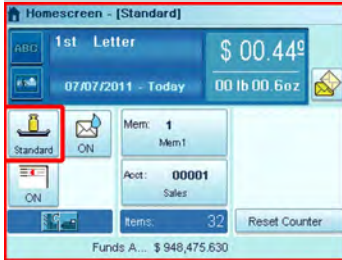 Homescreen - [Standard]
ABC
1st Letter
$ 00.44º
07/07/2011 - Today
00 lb 00.6oz
Standard
ON
Mem: 1
Mem1
ON
Acct: 00001
Sales
Items: 32
Reset Counter
Funds A... $ 948,475.630